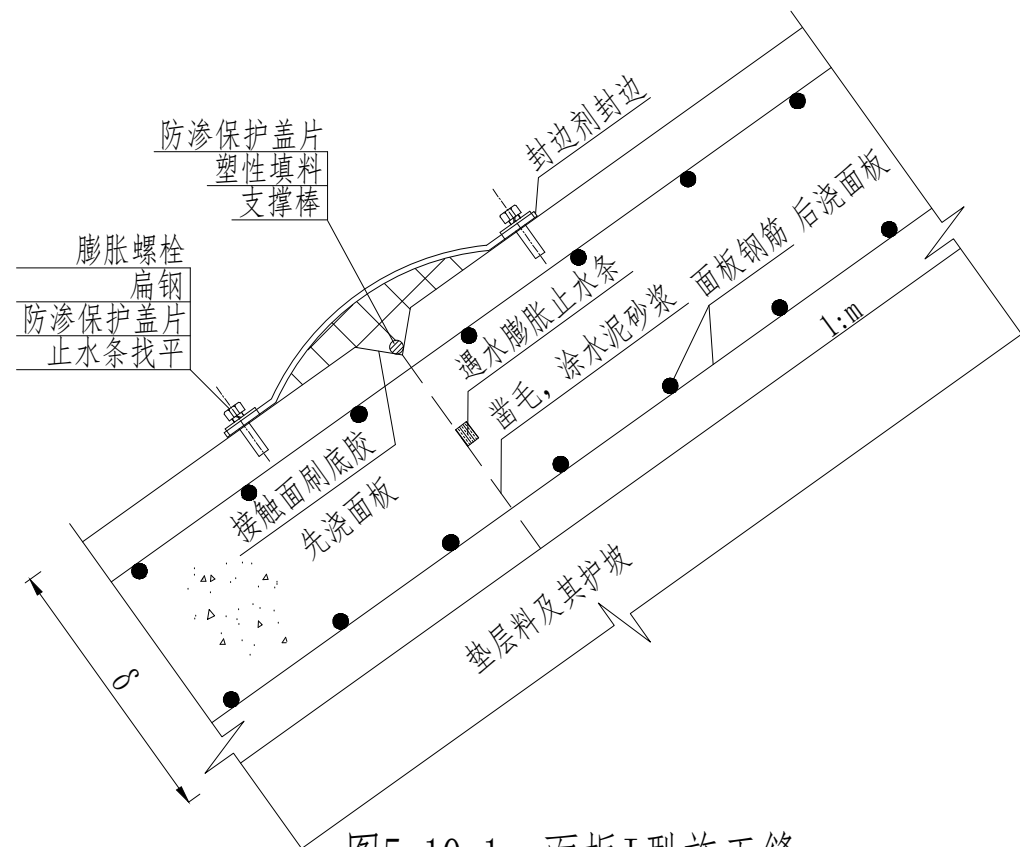 防渗保护盖片
塑性填料
支撑棒
封边剂封边
膨胀螺栓
扁钢
防渗保护盖片
止水条找平
遇水膨胀止水条
凿毛，涂水泥砂浆
面板钢筋
后浇面板
1:m
接触面刷底胶
先浇面板
垫层料及其护坡
δ
图5.10-1 面板I型施工缝